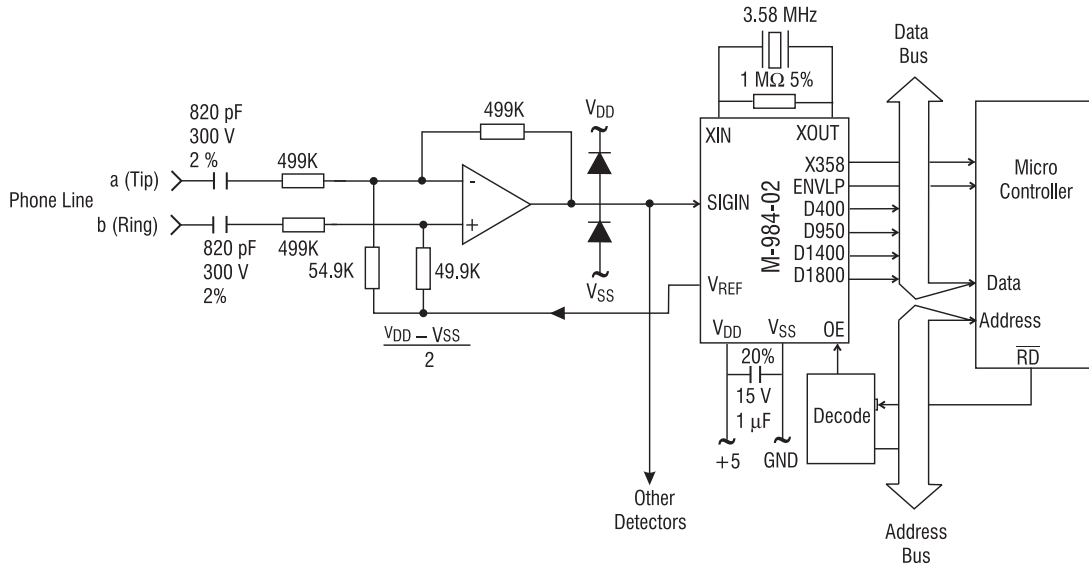 3.58 MHz
1 MΩ 5%
Data
Bus
820 pF
300 V
2 %
499K
499K
VDD
XIN
XOUT
X358
ENVLP
D400
D950
D1400
D1800
Micro
Controller
a (Tip)
Phone Line
b (Ring)
-
+
SIGIN
M-984-02
820 pF
300 V
2%
499K
54.9K
49.9K
VSS
VREF
Data
Address
VDD – VSS
2
VDD
VSS
OE
RD
20%
15 V
1 µF
Decode
+5
GND
Other
Detectors
Address
Bus